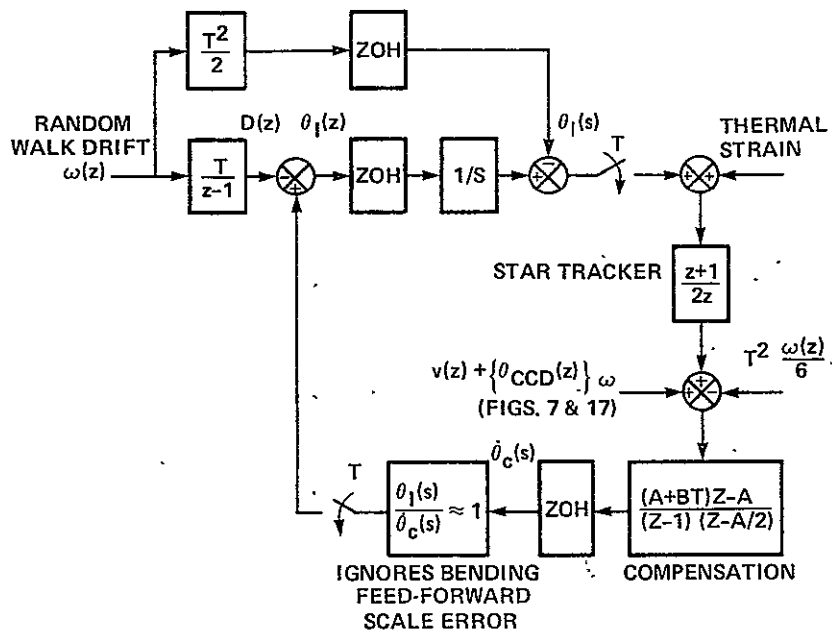 T²/2
ZOH
RANDOM
WALK DRIFT
ω(z)
D(z)
θI(z)
θI(s)
T
THERMAL
STRAIN
T/z−1
− +
ZOH
1/S
+ −
+ +
STAR TRACKER
z+1/2z
v(z) + {θCCD(z)} ω
(FIGS. 7 & 17)
+ + −
T² ω(z)/6
T
θI(s)/θ̇c(s) ≈ 1
θ̇c(s)
ZOH
(A+BT)Z−A/(Z−1) (Z−A/2)
IGNORES BENDING
FEED-FORWARD
SCALE ERROR
COMPENSATION